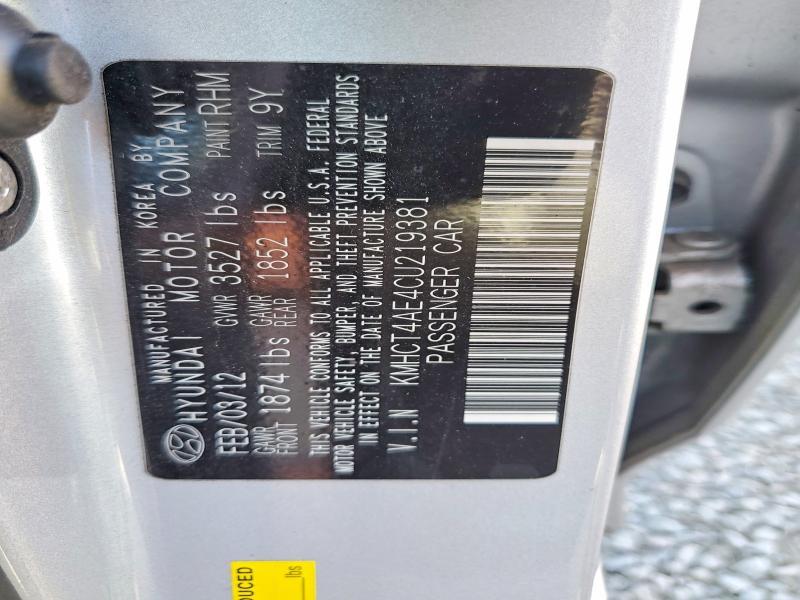 MANUFACTURED IN KOREA BY
HYUNDAI MOTOR COMPANY
FEB/03/12 GVWR 3527 lbs PAINT RHM
GAWR FRONT 1874 lbs GAWR REAR 1852 lbs TRIM 9Y
THIS VEHICLE CONFORMS TO ALL APPLICABLE U.S.A. FEDERAL
MOTOR VEHICLE SAFETY, BUMPER, AND THEFT PREVENTION STANDARDS
IN EFFECT ON THE DATE OF MANUFACTURE SHOWN ABOVE
V.I.N KMHCT4AE4CU219381
PASSENGER CAR
DUCED
lbs